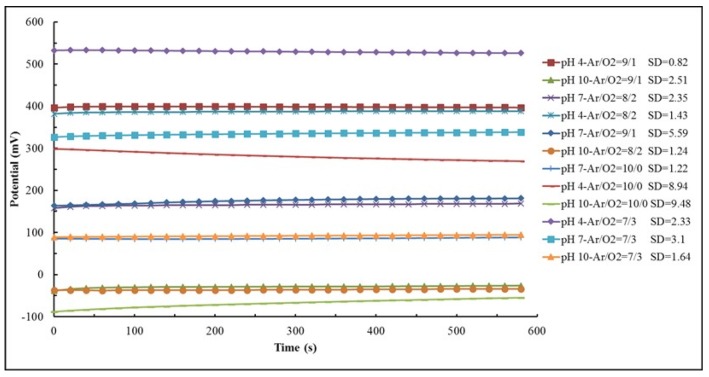 600
500
400
300
200
100
0
-100
Potential (mV)
0
100
200
300
400
500
600
Time (s)
pH 4-Ar/O2=9/1 SD=0.82
pH 10-Ar/O2=9/1 SD=2.51
pH 7-Ar/O2=8/2 SD=2.35
pH 4-Ar/O2=8/2 SD=1.43
pH 7-Ar/O2=9/1 SD=5.59
pH 10-Ar/O2=8/2 SD=1.24
pH 7-Ar/O2=10/0 SD=1.22
pH 4-Ar/O2=10/0 SD=8.94
pH 10-Ar/O2=10/0 SD=9.48
pH 4-Ar/O2=7/3 SD=2.33
pH 7-Ar/O2=7/3 SD=3.1
pH 10-Ar/O2=7/3 SD=1.64